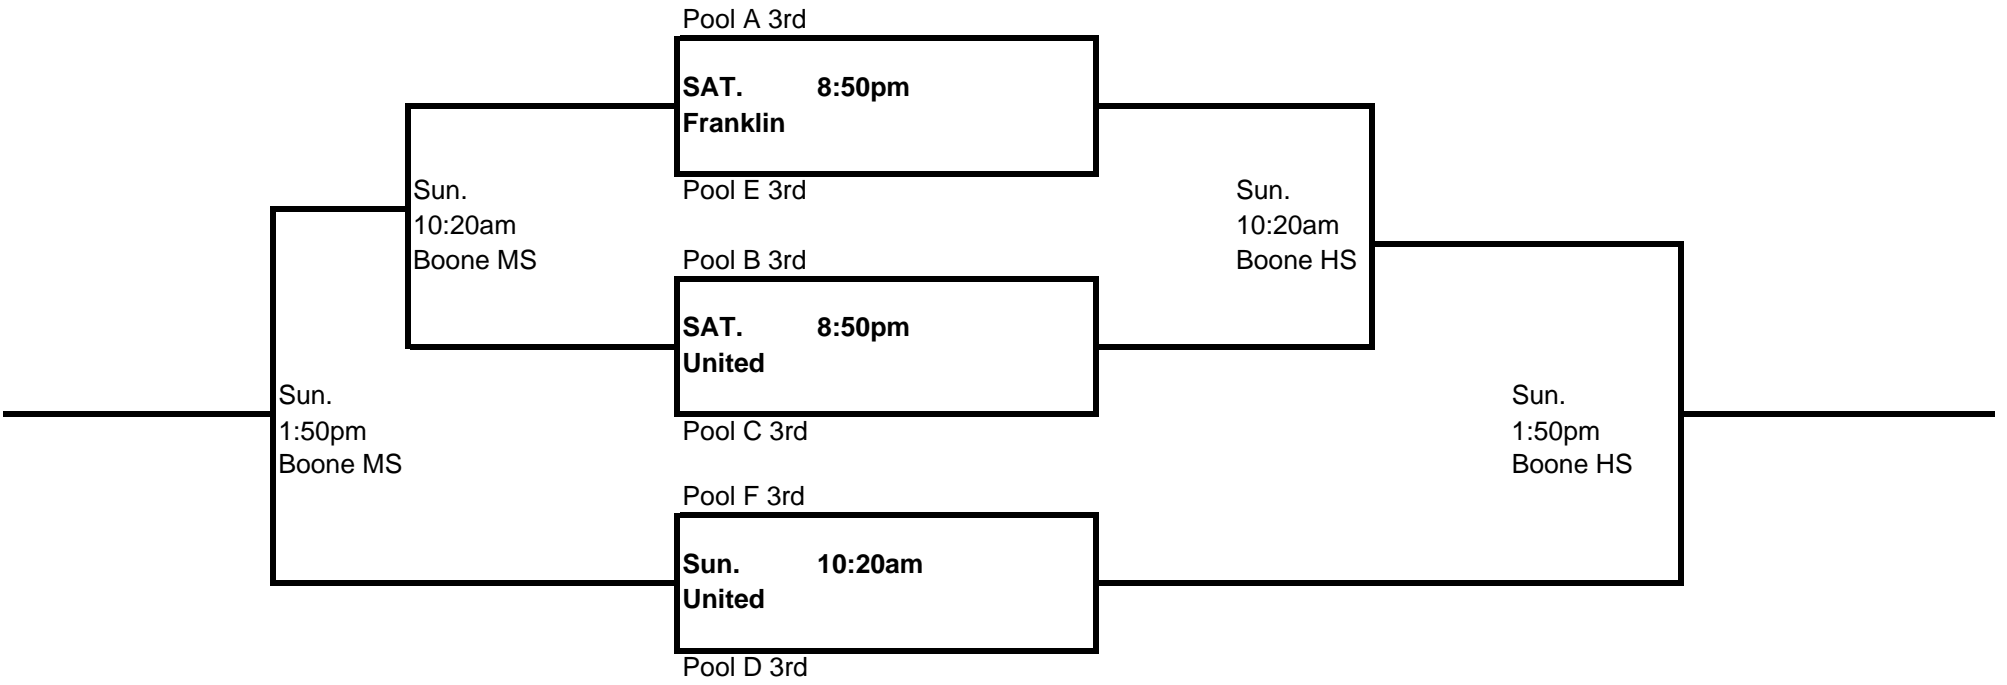 Pool A 3rd
SAT. 8:50pm
Franklin
Sun.
10:20am
Boone MS
Pool E 3rd
Sun.
10:20am
Boone HS
Pool B 3rd
SAT. 8:50pm
United
Sun.
1:50pm
Boone MS
Pool C 3rd
Sun.
1:50pm
Boone HS
Pool F 3rd
Sun. 10:20am
United
Pool D 3rd